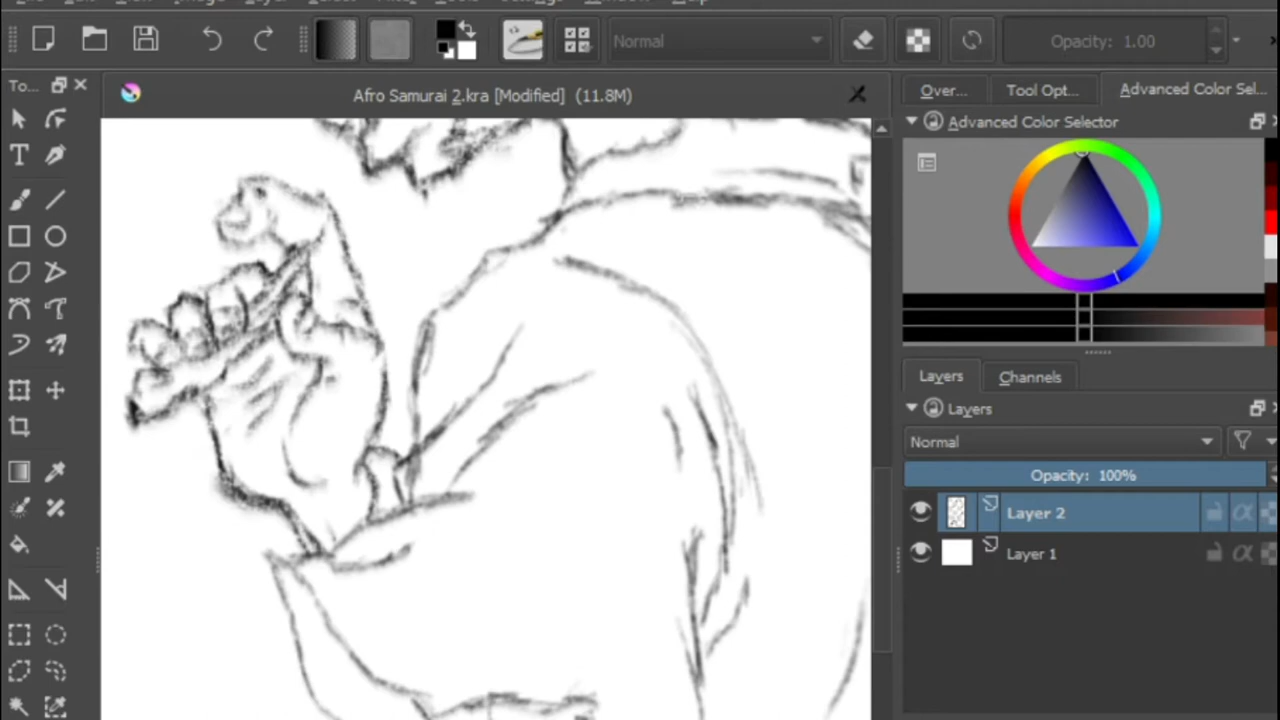 Normal
Opacity: 1.00
To...
Afro Samurai 2.kra [Modified] (11.8M)
Over...
Tool Opt...
Advanced Color Sel...
Advanced Color Selector
Layers
Channels
Layers
Normal
Opacity: 100%
Layer 2
Layer 1